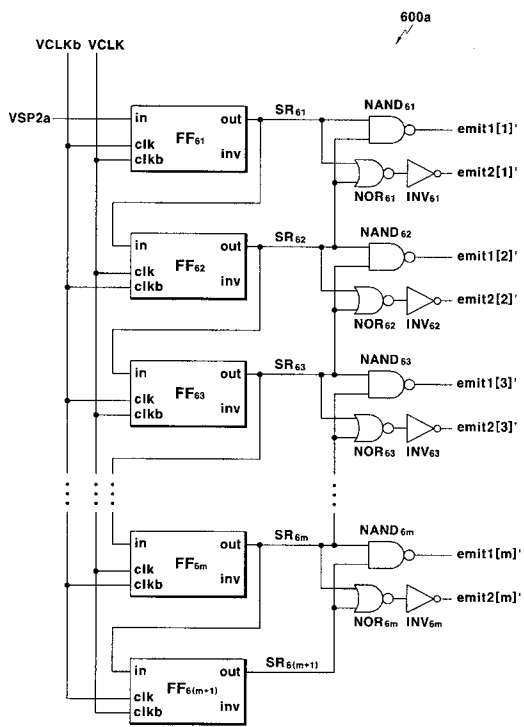 600a
VCLKb VCLK
VSP2a
in out
FF61
clk
clkb inv
SR61
NAND61
emit1[1]'
emit2[1]'
NOR61 INV61
in out
FF62
clk
clkb inv
SR62
NAND62
emit1[2]'
emit2[2]'
NOR62 INV62
in out
FF63
clk
clkb inv
SR63
NAND63
emit1[3]'
emit2[3]'
NOR63 INV63
in out
FF6m
clk
clkb inv
SR6m
NAND6m
emit1[m]'
emit2[m]'
NOR6m INV6m
in out
FF6(m+1)
clk
clkb inv
SR6(m+1)